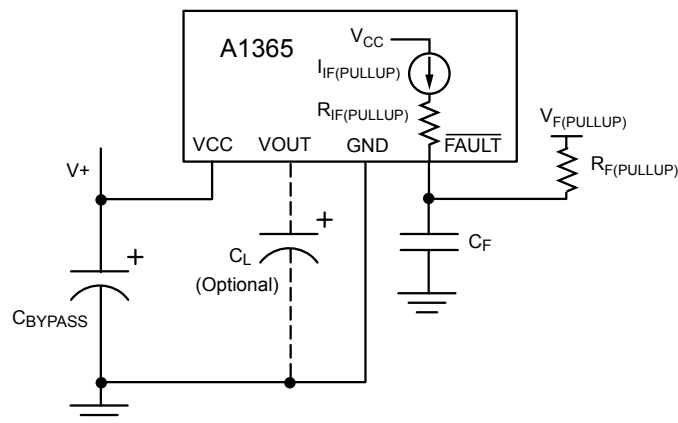 A1365
VCC
IIF(PULLUP)
RIF(PULLUP)
VCC VOUT GND FAULT
VF(PULLUP)
RF(PULLUP)
V+
+
CBYPASS
+
CL
(Optional)
CF